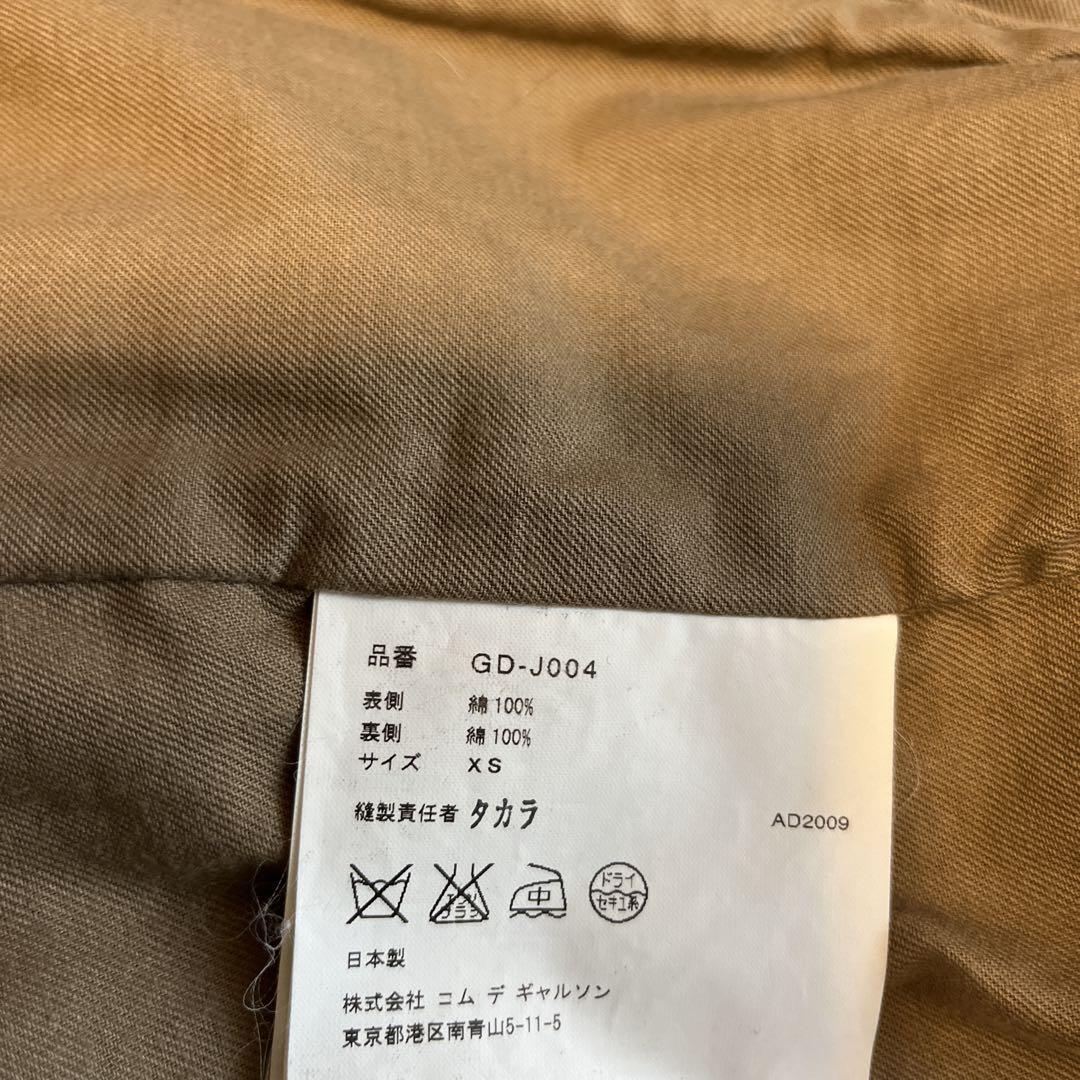 品番 GD-J004
表側 綿100%
裏側 綿100%
サイズ XS
縫製責任者 タカラ AD2009
中
ドライ
セキユ系
日本製
株式会社 コム デ ギャルソン
東京都港区南青山5-11-5